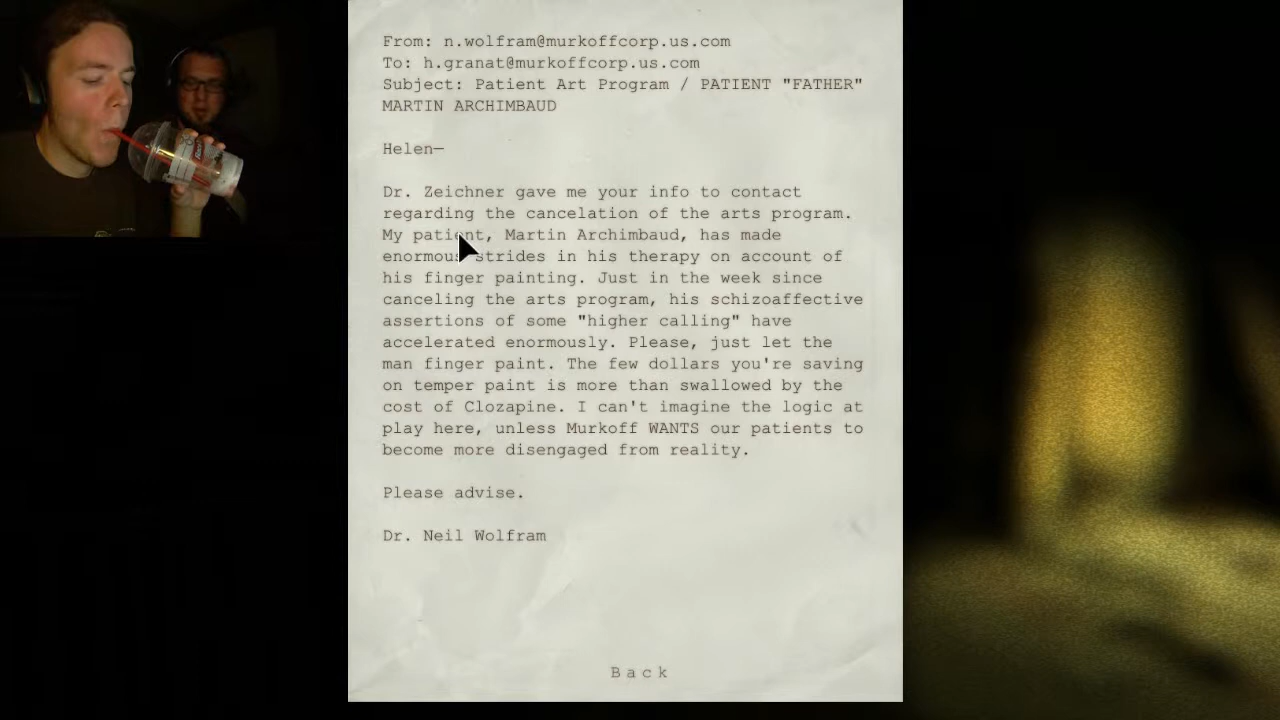 From: n.wolfram@murkoffcorp.us.com
To: h.granat@murkoffcorp.us.com
Subject: Patient Art Program / PATIENT "FATHER"
MARTIN ARCHIMBAUD
Helen—
Dr. Zeichner gave me your info to contact
regarding the cancelation of the arts program.
My patient, Martin Archimbaud, has made
enormous strides in his therapy on account of
his finger painting. Just in the week since
canceling the arts program, his schizoaffective
assertions of some "higher calling" have
accelerated enormously. Please, just let the
man finger paint. The few dollars you're saving
on temper paint is more than swallowed by the
cost of Clozapine. I can't imagine the logic at
play here, unless Murkoff WANTS our patients to
become more disengaged from reality.
Please advise.
Dr. Neil Wolfram
Back